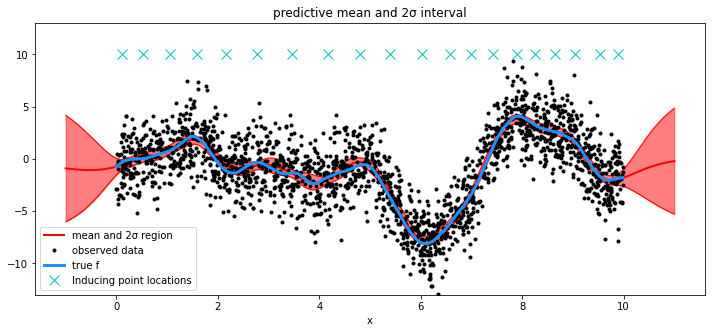 predictive mean and 2σ interval
10
5
0
−5
−10
mean and 2σ region
observed data
true f
Inducing point locations
0
2
4
6
8
10
x